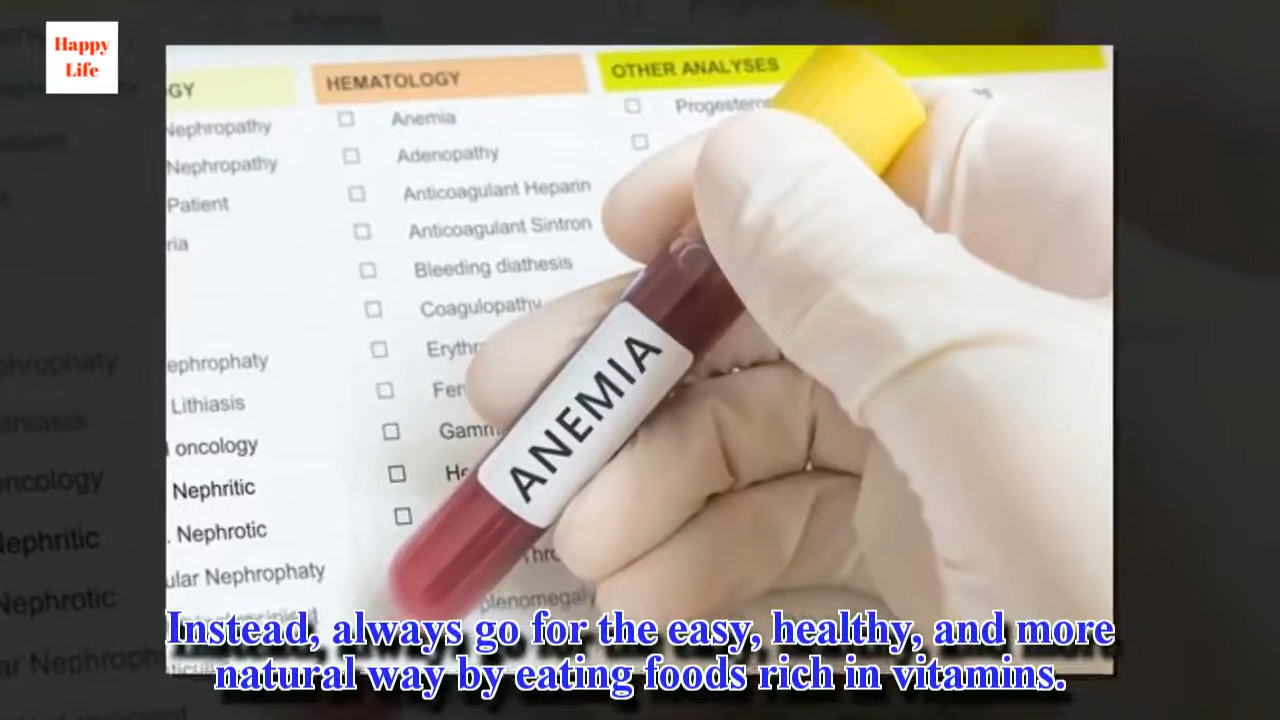 Happy
Life
GY
HEMATOLOGY
OTHER ANALYSES
Nephropathy
Anemia
Nephropathy
Adenopathy
Patient
Anticoagulant Heparin
ria
Anticoagulant Sintron
Bleeding diathesis
Coagulopathy
ephrophaty
Lithiasis
oncology
Nephritic
. Nephrotic
ular Nephrophaty
ANEMIA
Instead, always go for the easy, healthy, and more
natural way by eating foods rich in vitamins.